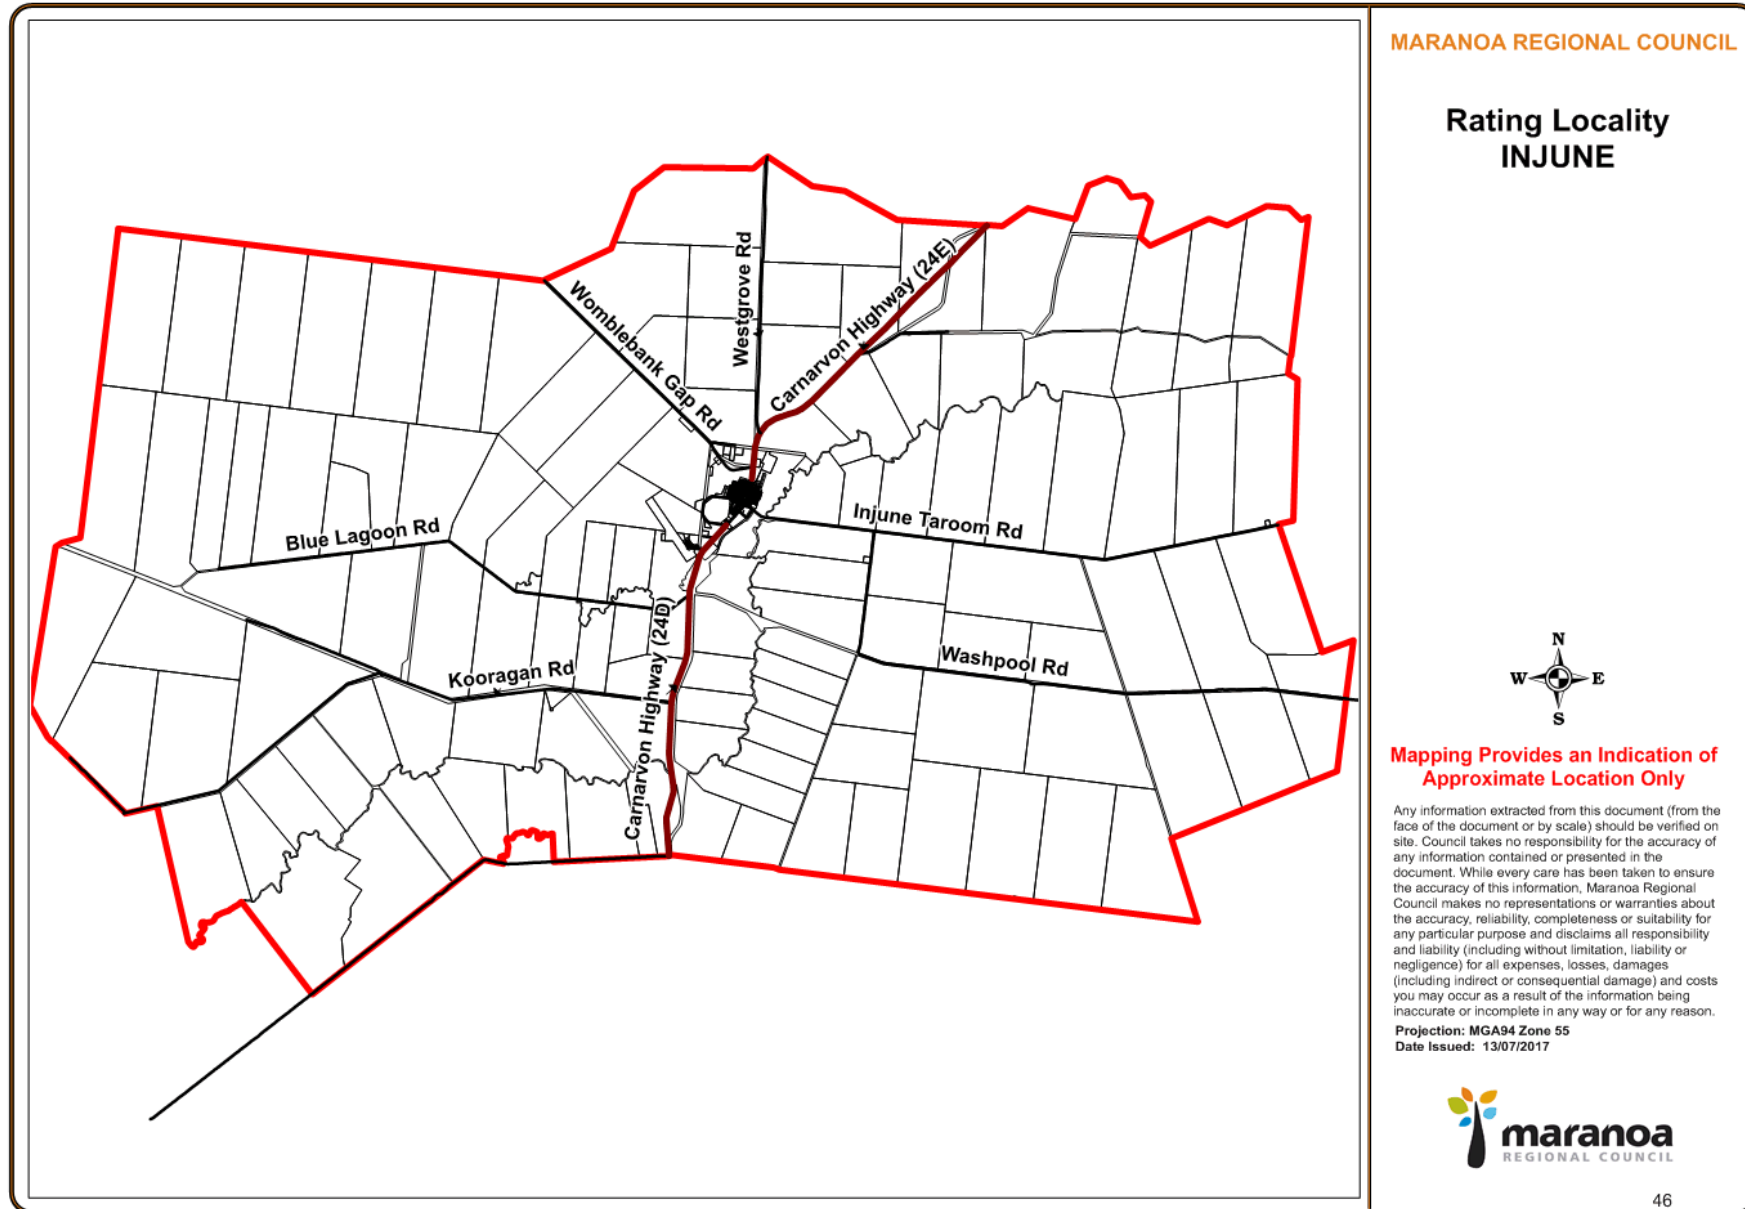 MARANOA REGIONAL COUNCIL
Rating Locality
INJUNE
Westgrove Rd
Carnarvon Highway (24E)
Womblebank Gap Rd
Injune Taroom Rd
Blue Lagoon Rd
Washpool Rd
Kooragan Rd
Carnarvon Highway (24D)
N
W
E
S
Mapping Provides an Indication of
Approximate Location Only
Any information extracted from this document (from the
face of the document or by scale) should be verified on
site. Council takes no responsibility for the accuracy of
any information contained or presented in the
document. While every care has been taken to ensure
the accuracy of this information, Maranoa Regional
Council makes no representations or warranties about
the accuracy, reliability, completeness or suitability for
any particular purpose and disclaims all responsibility
and liability (including without limitation, liability or
negligence) for all expenses, losses, damages
(including indirect or consequential damage) and costs
you may occur as a result of the information being
inaccurate or incomplete in any way or for any reason.
Projection: MGA94 Zone 55
Date Issued: 13/07/2017
maranoa
REGIONAL COUNCIL
46